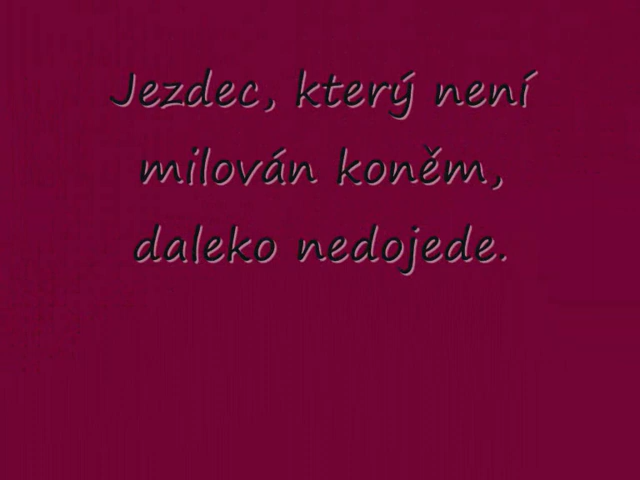 Jezdec, který není
milován koněm,
daleko nedojede.